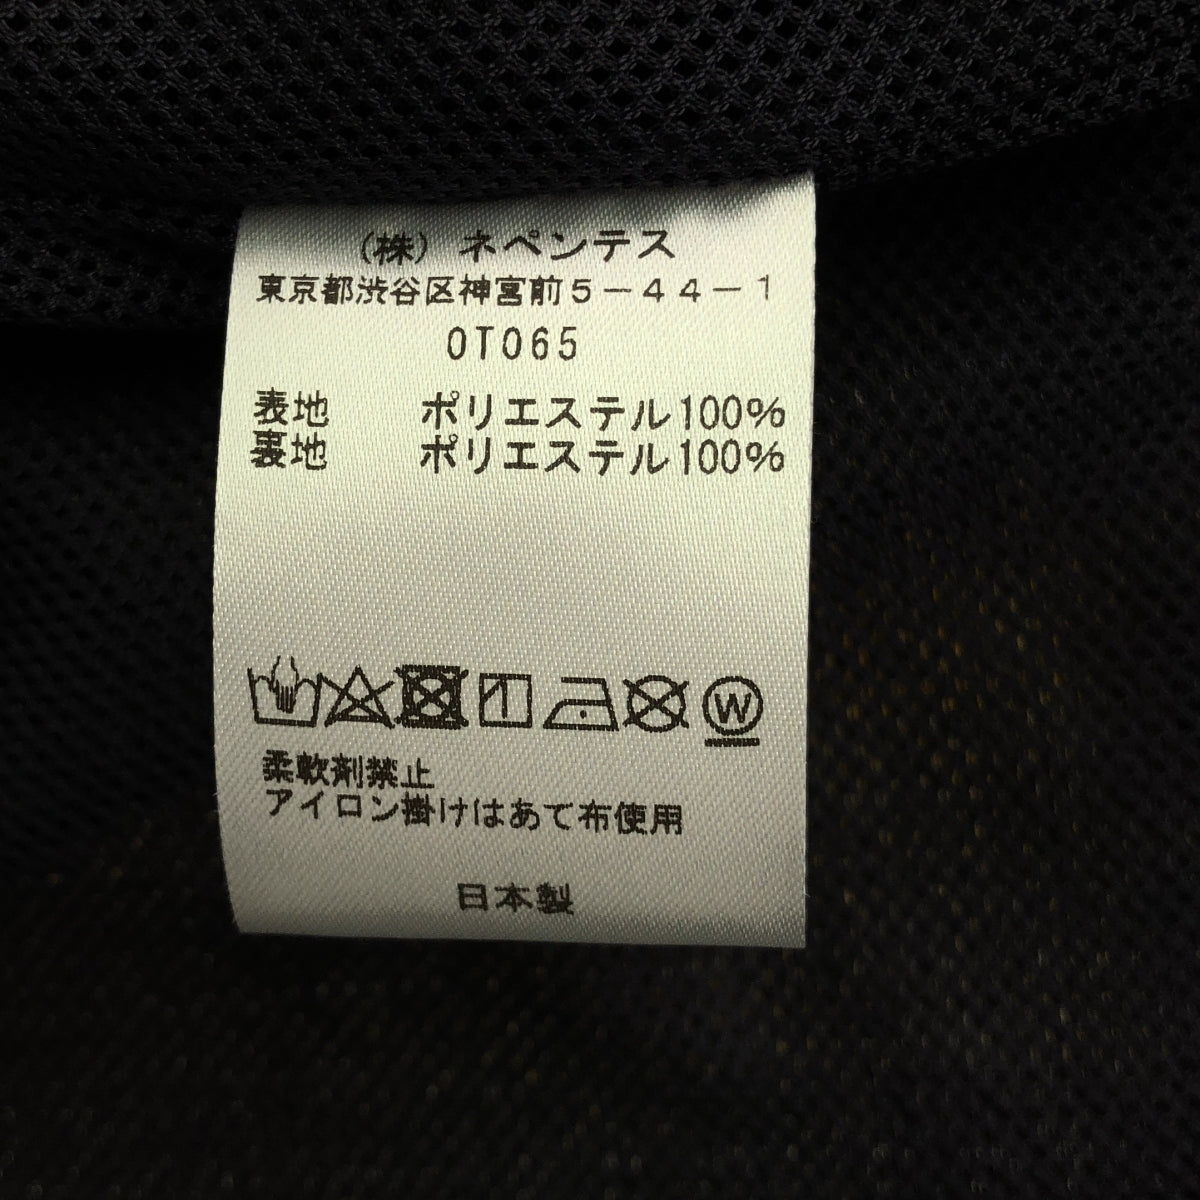 (株) ネペンテス
東京都渋谷区神宮前5-44-1
0T065
表地 ポリエステル100%
裏地 ポリエステル100%
W
柔軟剤禁止
アイロン掛けはあて布使用
日本製